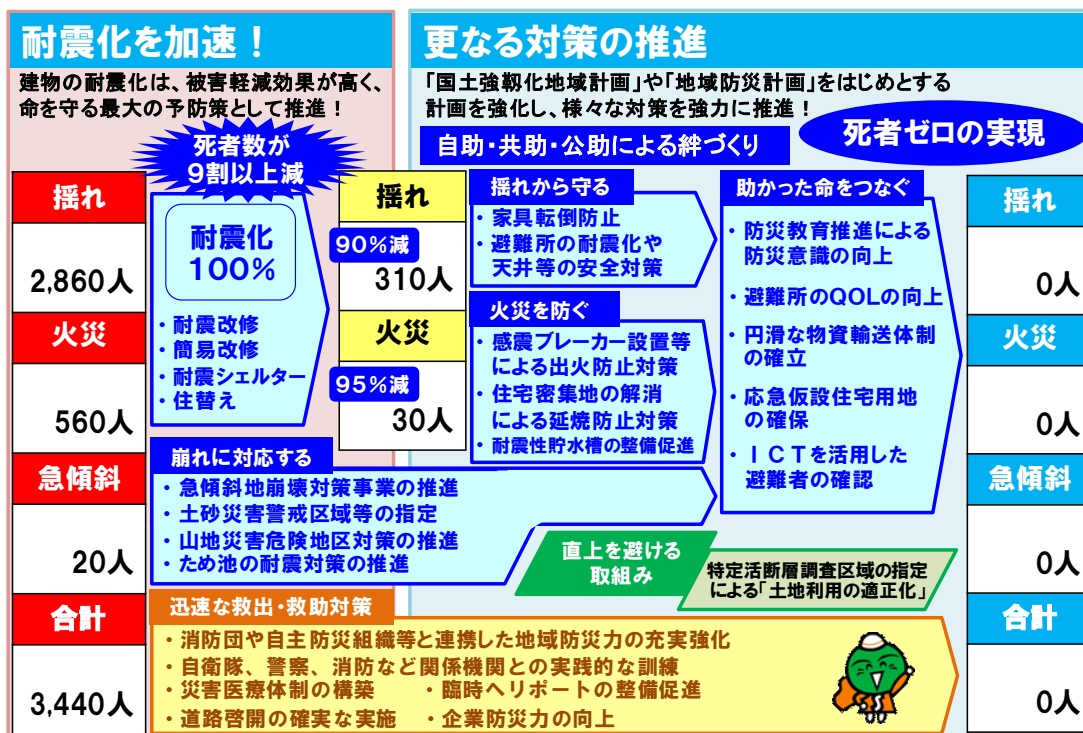 耐震化を加速！
建物の耐震化は、被害軽減効果が高く、
命を守る最大の予防策として推進！
死者数が
9割以上減
揺れ
2,860人
火災
560人
急傾斜
20人
合計
3,440人
耐震化
100%
・耐震改修
・簡易改修
・耐震シェルター
・住替え
揺れ
90%減
310人
火災
95%減
30人
更なる対策の推進
「国土強靱化地域計画」や「地域防災計画」をはじめとする
計画を強化し、様々な対策を強力に推進！
死者ゼロの実現
自助・共助・公助による絆づくり
揺れから守る
・家具転倒防止
・避難所の耐震化や
天井等の安全対策
火災を防ぐ
・感震ブレーカー設置等
による出火防止対策
・住宅密集地の解消
による延焼防止対策
・耐震性貯水槽の整備促進
助かった命をつなぐ
・防災教育推進による
防災意識の向上
・避難所のQOLの向上
・円滑な物資輸送体制
の確立
・応急仮設住宅用地
の確保
・ＩＣＴを活用した
避難者の確認
崩れに対応する
・急傾斜地崩壊対策事業の推進
・土砂災害警戒区域等の指定
・山地災害危険地区対策の推進
・ため池の耐震対策の推進
直上を避ける
取組み
特定活断層調査区域の指定
による「土地利用の適正化」
迅速な救出・救助対策
・消防団や自主防災組織等と連携した地域防災力の充実強化
・自衛隊、警察、消防など関係機関との実践的な訓練
・災害医療体制の構築　・臨時ヘリポートの整備促進
・道路啓開の確実な実施　・企業防災力の向上
揺れ
0人
火災
0人
急傾斜
0人
合計
0人